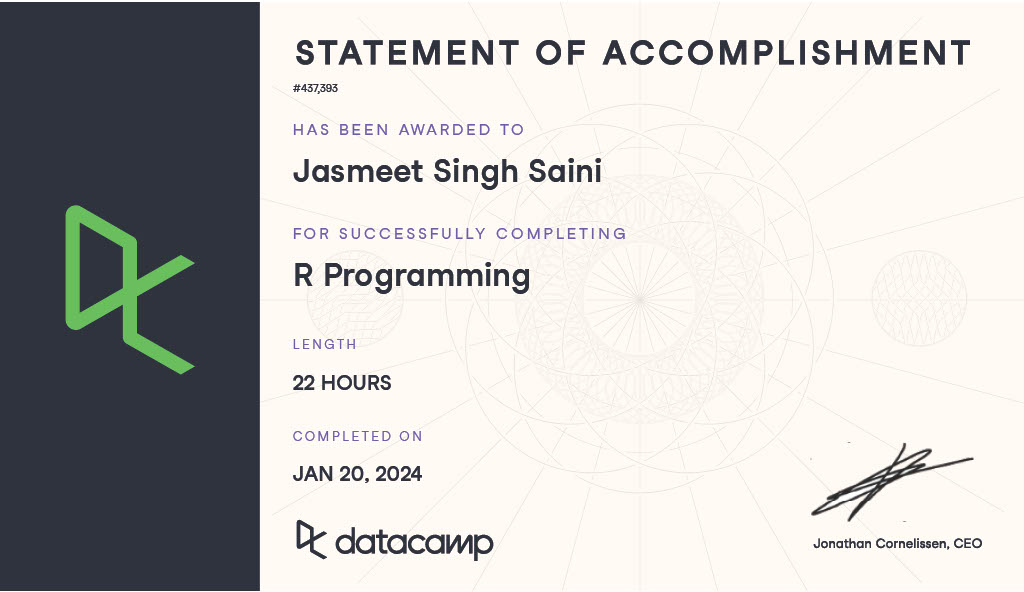 STATEMENT OF ACCOMPLISHMENT
#437,393
HAS BEEN AWARDED TO
Jasmeet Singh Saini
FOR SUCCESSFULLY COMPLETING
R Programming
LENGTH
22 HOURS
COMPLETED ON
JAN 20, 2024
datacamp
Jonathan Cornelissen, CEO